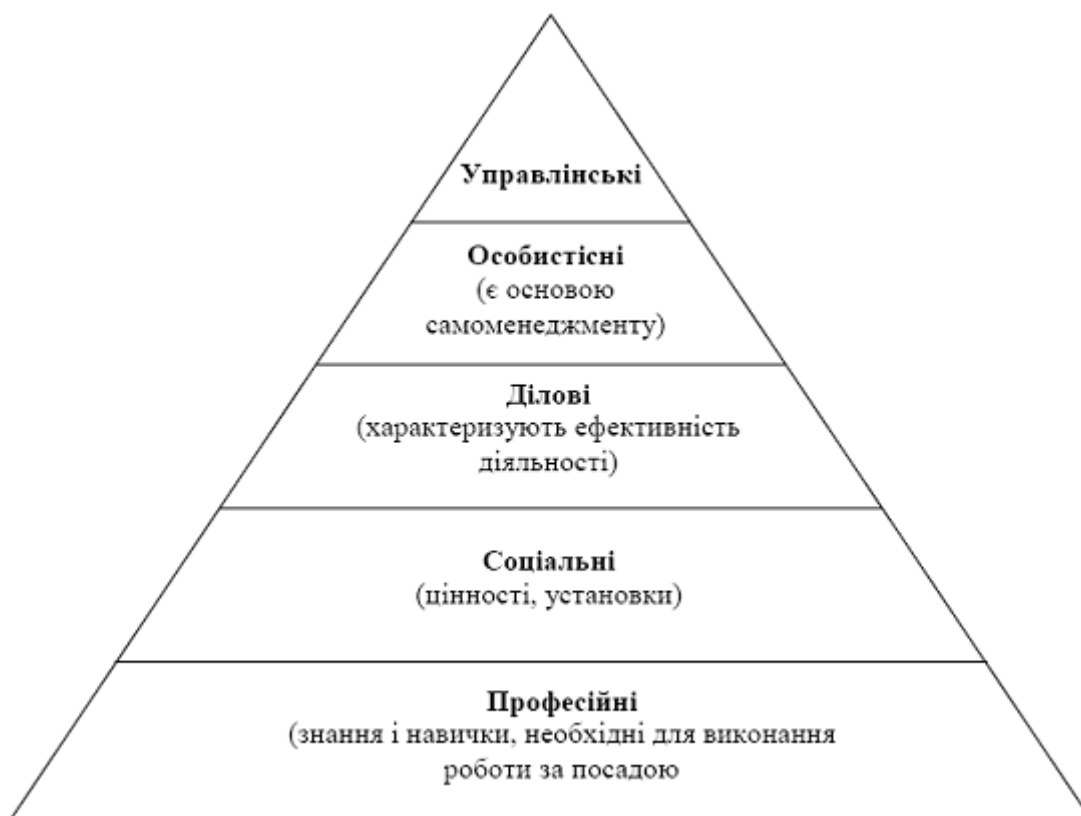 Управлінські
Особистісні
(є основою
самоменеджменту)
Ділові
(характеризують ефективність
діяльності)
Соціальні
(цінності, установки)
Професійні
(знання і навички, необхідні для виконання
роботи за посадою